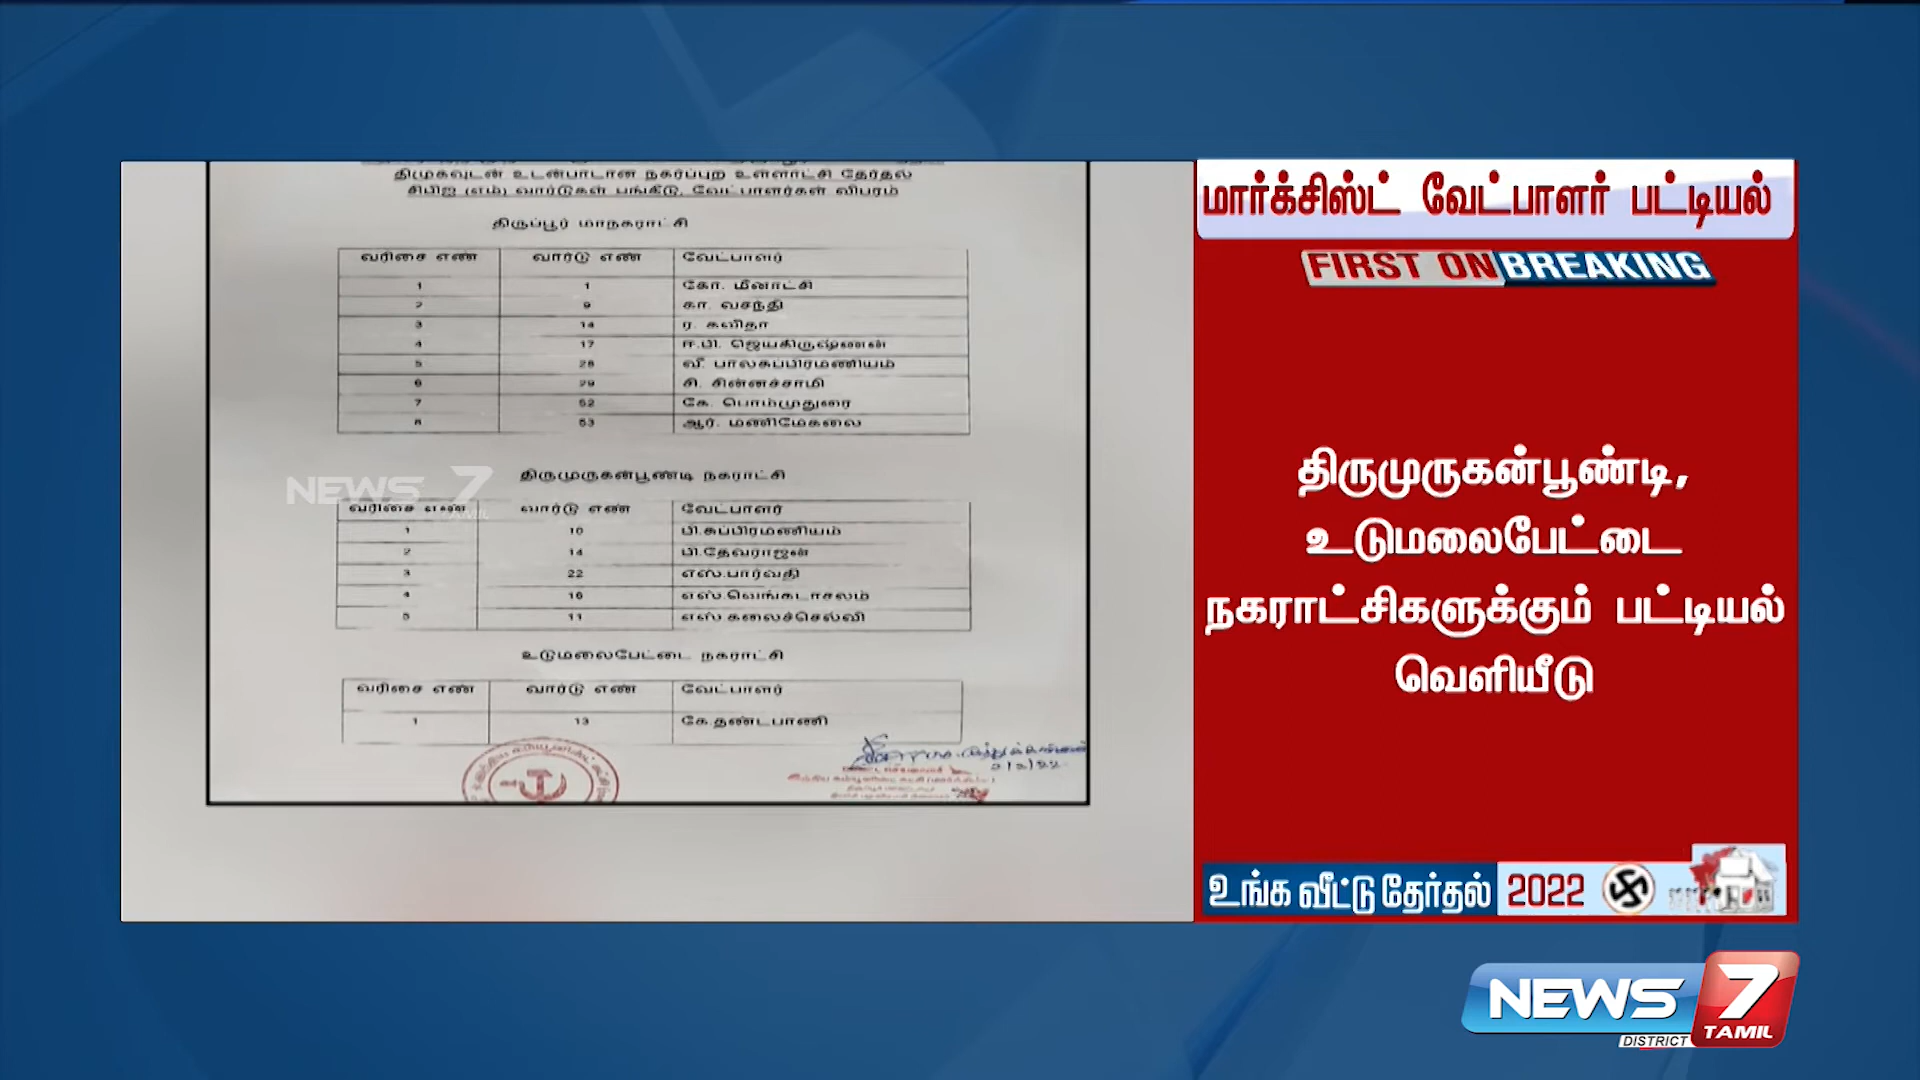 திமுகவுடன் உடன்பாடான நகர்ப்புற உள்ளாட்சி தேர்தல்
சிபிஐ (எம்) வார்டுகள் பங்கீடு, வேட்பாளர்கள் விபரம்
திருப்பூர் மாநகராட்சி
வரிசை எண் வார்டு எண் வேட்பாளர்
1 1 கோ. மீனாட்சி
2 9 கா. வசந்தி
3 14 ர. கவிதா
4 17 ஈ.பி. ஜெயகிருஷ்ணன்
5 28 வீ. பாலசுப்பிரமணியம்
6 29 சி. சின்னச்சாமி
7 52 கே. பொம்முதுரை
8 53 ஆர். மணிமேகலை
திருமுருகன்பூண்டி நகராட்சி
வரிசை எண் வார்டு எண் வேட்பாளர்
1 10 பி.சுப்பிரமணியம்
2 14 பி.தேவராஜன்
3 22 எஸ்.பார்வதி
4 16 எஸ்.வெங்கடாசலம்
5 11 எஸ் கலைச்செல்வி
உடுமலைபேட்டை நகராட்சி
வரிசை எண் வார்டு எண் வேட்பாளர்
1 13 கே.தண்டபாணி
2/2/22
NEWS 7
TAMIL
மார்க்சிஸ்ட் வேட்பாளர் பட்டியல்
FIRST ON BREAKING
திருமுருகன்பூண்டி,
உடுமலைபேட்டை
நகராட்சிகளுக்கும் பட்டியல்
வெளியீடு
உங்க வீட்டு தேர்தல் 2022
NEWS 7
DISTRICT TAMIL